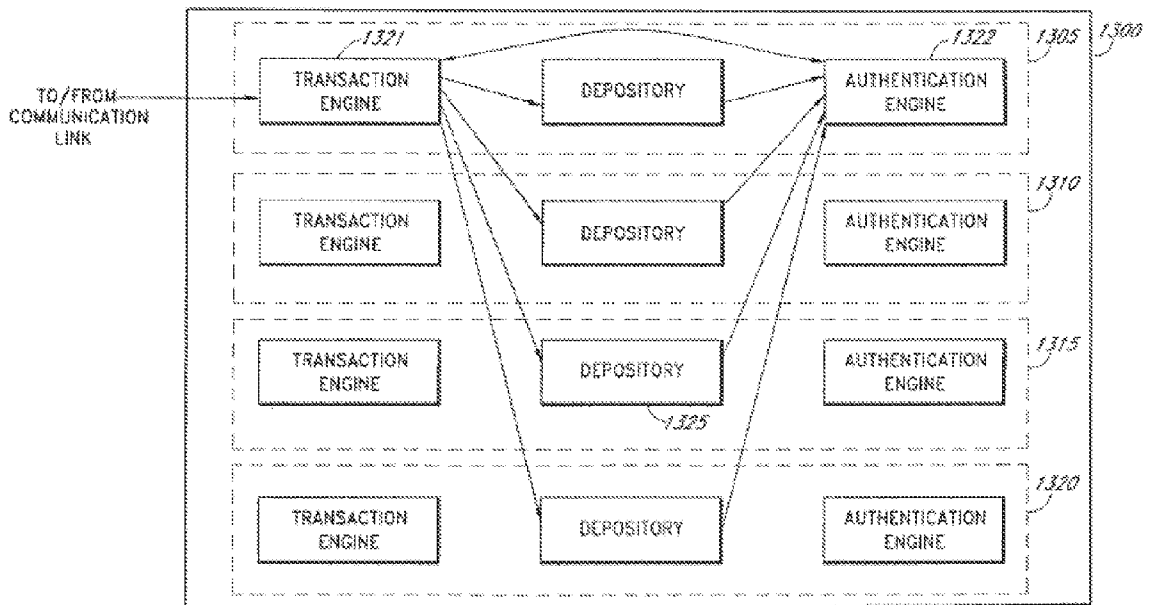 1300
1321
1322
1305
TRANSACTION
ENGINE
DEPOSITORY
AUTHENTICATION
ENGINE
TO/FROM
COMMUNICATION
LINK
1310
TRANSACTION
ENGINE
DEPOSITORY
AUTHENTICATION
ENGINE
1315
TRANSACTION
ENGINE
DEPOSITORY
AUTHENTICATION
ENGINE
1325
1320
TRANSACTION
ENGINE
DEPOSITORY
AUTHENTICATION
ENGINE